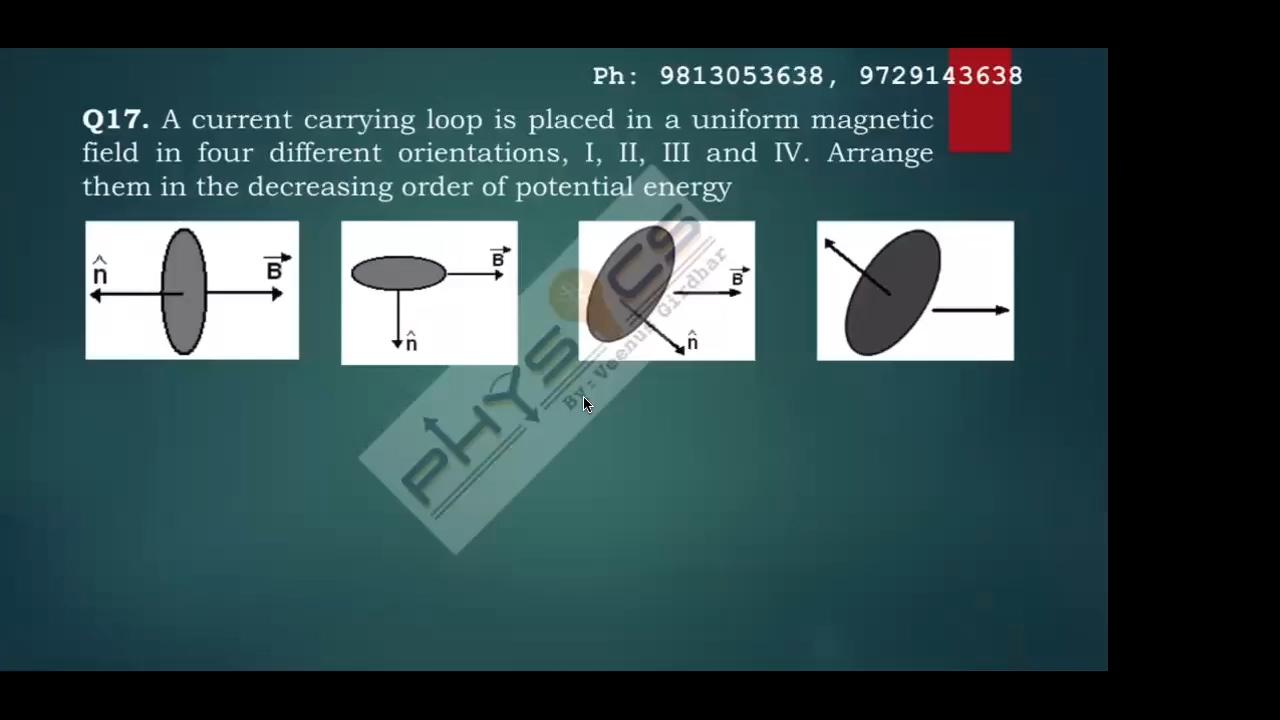 Ph: 9813053638, 9729143638
Q17. A current carrying loop is placed in a uniform magnetic
field in four different orientations, I, II, III and IV. Arrange
them in the decreasing order of potential energy
n̂ B⃗
B⃗
n̂
B⃗
n̂
PHYSICS
By: Veenus Girdhar